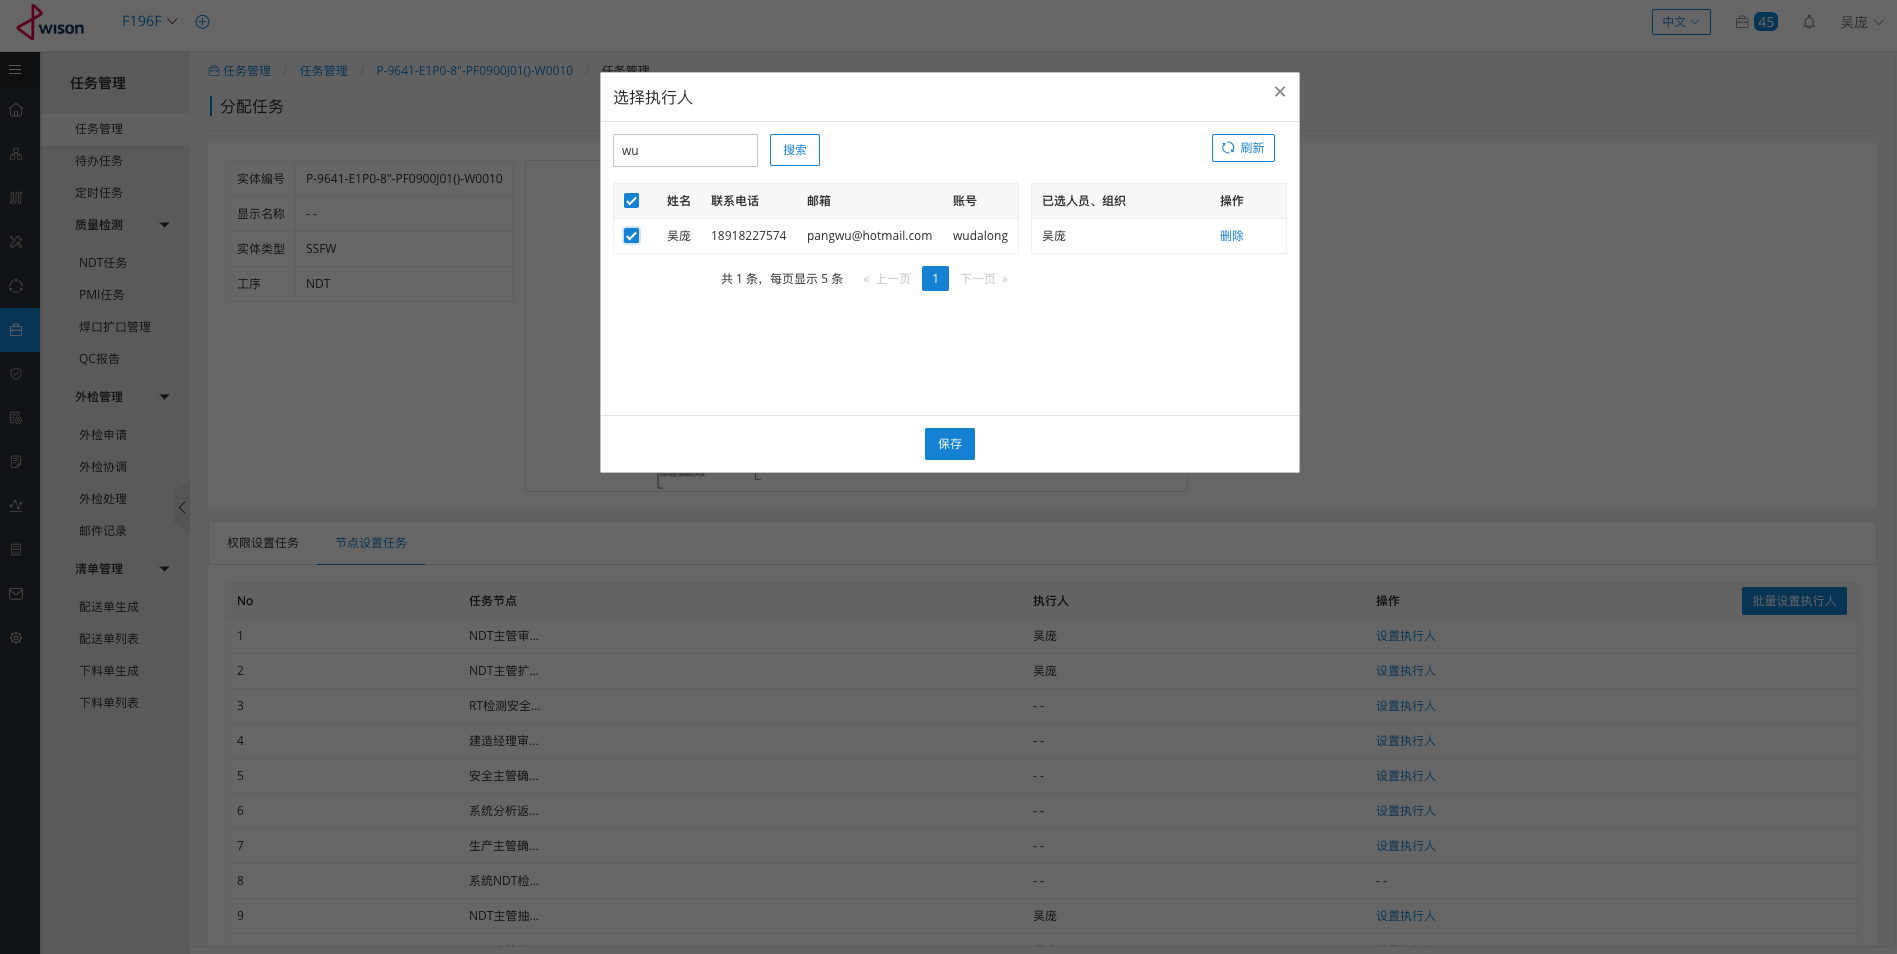 wison
F196F
中文
45
吴庞
任务管理
任务管理
待办任务
定时任务
质量检测
NDT任务
PMI任务
焊口扩口管理
QC报告
外检管理
外检申请
外检协调
外检处理
邮件记录
清单管理
配送单生成
配送单列表
下料单生成
下料单列表
任务管理 / 任务管理 / P-9641-E1P0-8"-PF0900J01()-W0010 / 任务管理
分配任务
实体编号 P-9641-E1P0-8"-PF0900J01()-W0010
显示名称 - -
实体类型 SSFW
工序 NDT
选择执行人
wu 搜索 刷新
姓名 联系电话 邮箱 账号
吴庞 18918227574 pangwu@hotmail.com wudalong
共 1 条，每页显示 5 条 « 上一页 1 下一页 »
已选人员、组织 操作
吴庞 删除
保存
权限设置任务 节点设置任务
No 任务节点 执行人 操作 批量设置执行人
1 NDT主管审... 吴庞 设置执行人
2 NDT主管扩... 吴庞 设置执行人
3 RT检测安全... - - 设置执行人
4 建造经理审... - - 设置执行人
5 安全主管确... - - 设置执行人
6 系统分析返... - - 设置执行人
7 生产主管确... - - 设置执行人
8 系统NDT检... - - - -
9 NDT主管抽... 吴庞 设置执行人